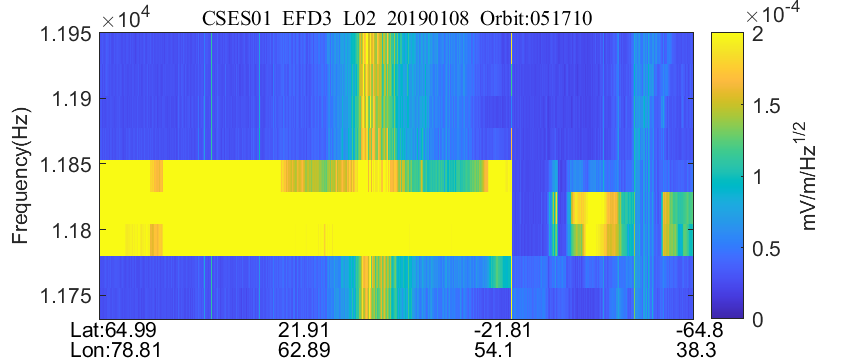 CSES01 EFD3 L02 20190108 Orbit:051710
×10⁴
×10⁻⁴
1.195
1.19
1.185
1.18
1.175
Frequency(Hz)
2
1.5
1
0.5
0
mV/m/Hz^1/2
Lat:64.99 21.91 -21.81 -64.8
Lon:78.81 62.89 54.1 38.3